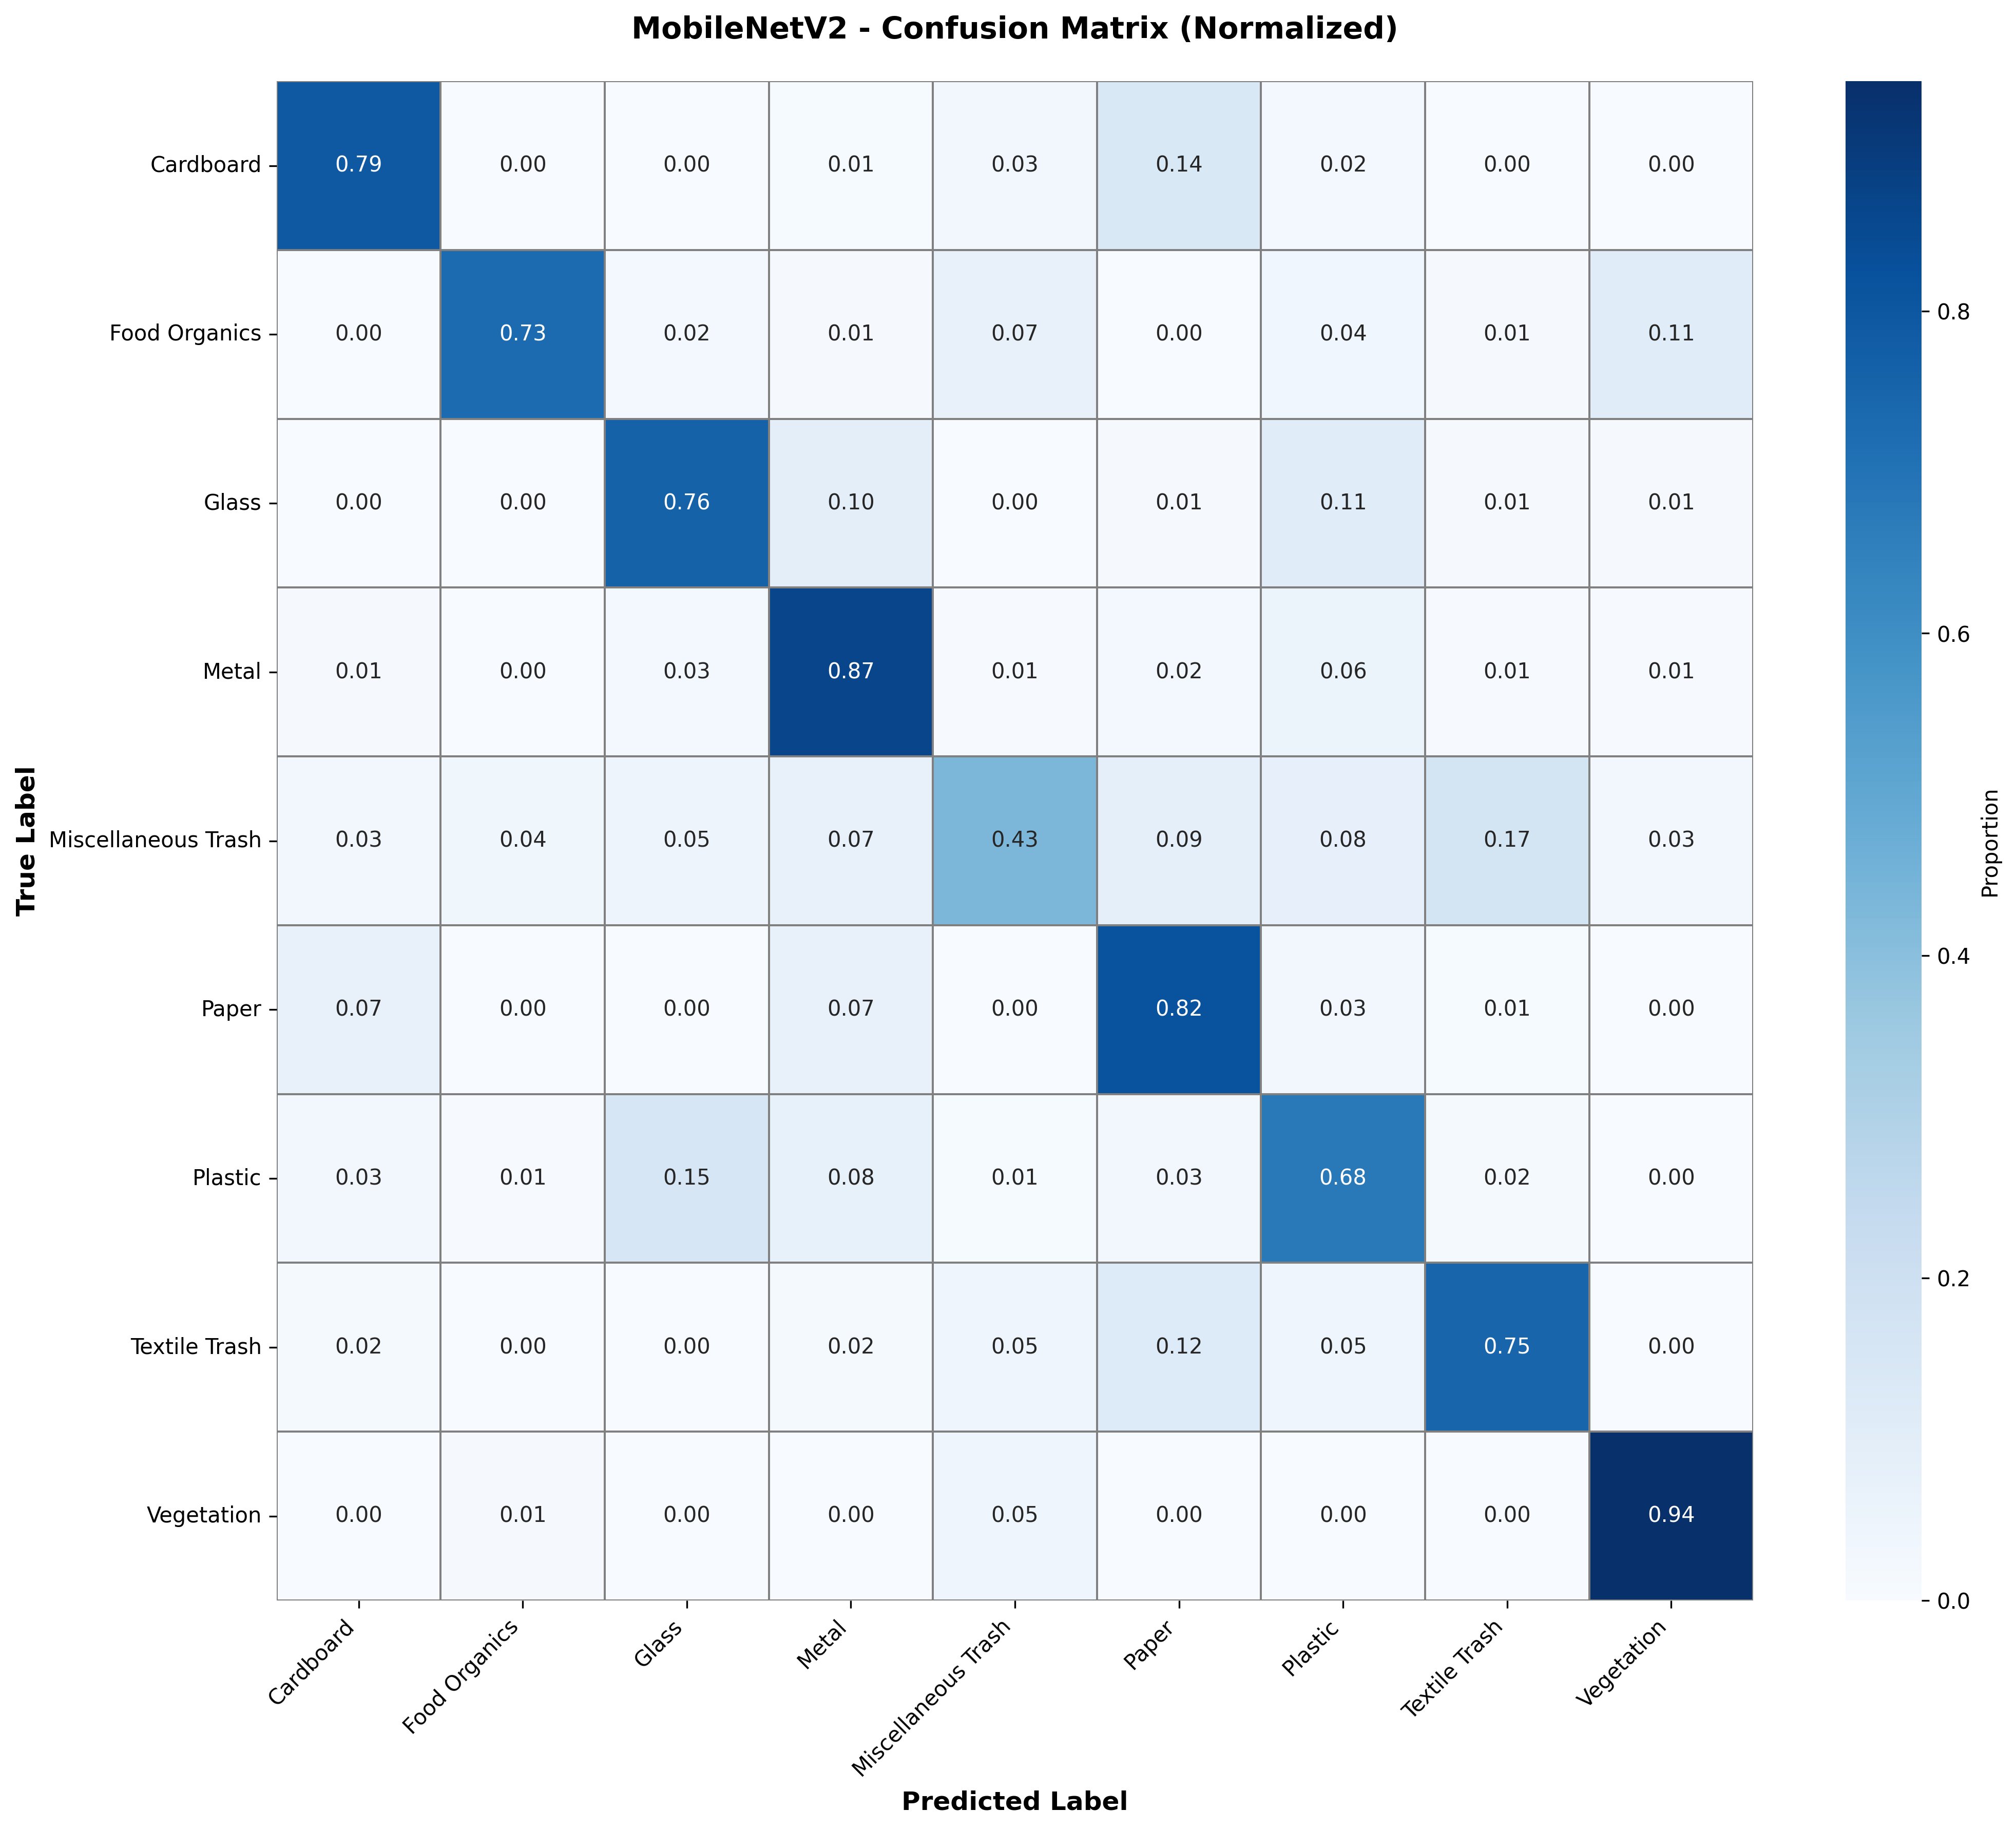 MobileNetV2 - Confusion Matrix (Normalized)
Cardboard 0.79 0.00 0.00 0.01 0.03 0.14 0.02 0.00 0.00
Food Organics 0.00 0.73 0.02 0.01 0.07 0.00 0.04 0.01 0.11
Glass 0.00 0.00 0.76 0.10 0.00 0.01 0.11 0.01 0.01
Metal 0.01 0.00 0.03 0.87 0.01 0.02 0.06 0.01 0.01
Miscellaneous Trash 0.03 0.04 0.05 0.07 0.43 0.09 0.08 0.17 0.03
Paper 0.07 0.00 0.00 0.07 0.00 0.82 0.03 0.01 0.00
Plastic 0.03 0.01 0.15 0.08 0.01 0.03 0.68 0.02 0.00
Textile Trash 0.02 0.00 0.00 0.02 0.05 0.12 0.05 0.75 0.00
Vegetation 0.00 0.01 0.00 0.00 0.05 0.00 0.00 0.00 0.94
True Label
Cardboard
Food Organics
Glass
Metal
Miscellaneous Trash
Paper
Plastic
Textile Trash
Vegetation
Predicted Label
0.8
0.6
0.4
0.2
0.0
Proportion